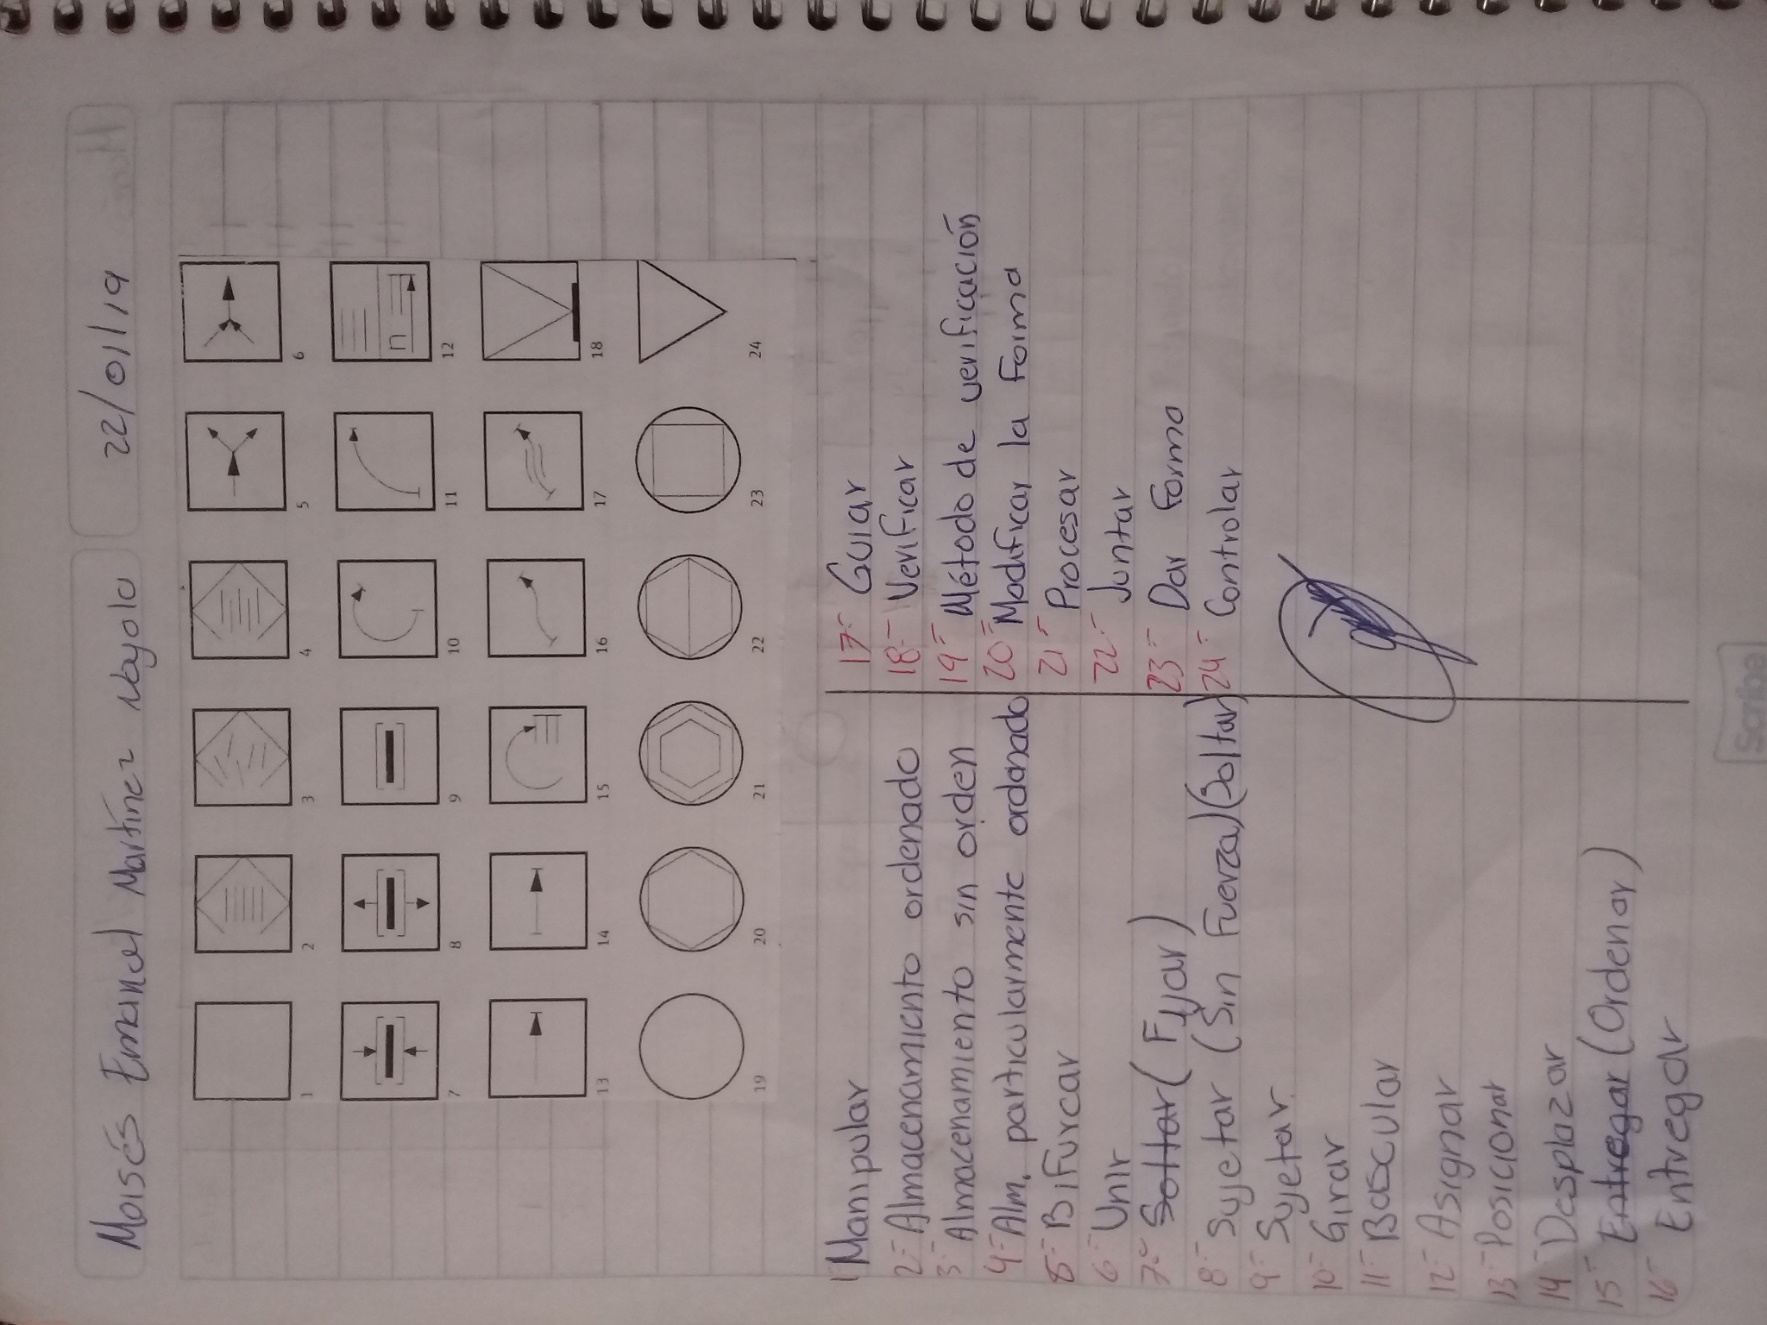 Moisés Emanuel Martínez Nayola
22/01/19
1 2 3 4 5 6
n
7 8 9 10 11 12
13 14 15 16 17 18
19 20 21 22 23 24
1 Manipular
2- Almacenamiento ordenado
3- Almacenamiento sin orden
4- Alm. particularmente ordenado
5- Bifurcar
6- Unir
7- Soltar (Fijar)
8- Sujetar (Sin Fuerza)(Soltar)
9- Sujetar
10- Girar
11- Bascular
12- Asignar
13- Posicionar
14- Desplazar
15- Entregar (Ordenar)
16- Entregar
17- Guiar
18- Verificar
19- Método de verificación
20- Modificar la Forma
21- Procesar
22- Juntar
23- Dar Forma
24- Controlar
Scribe